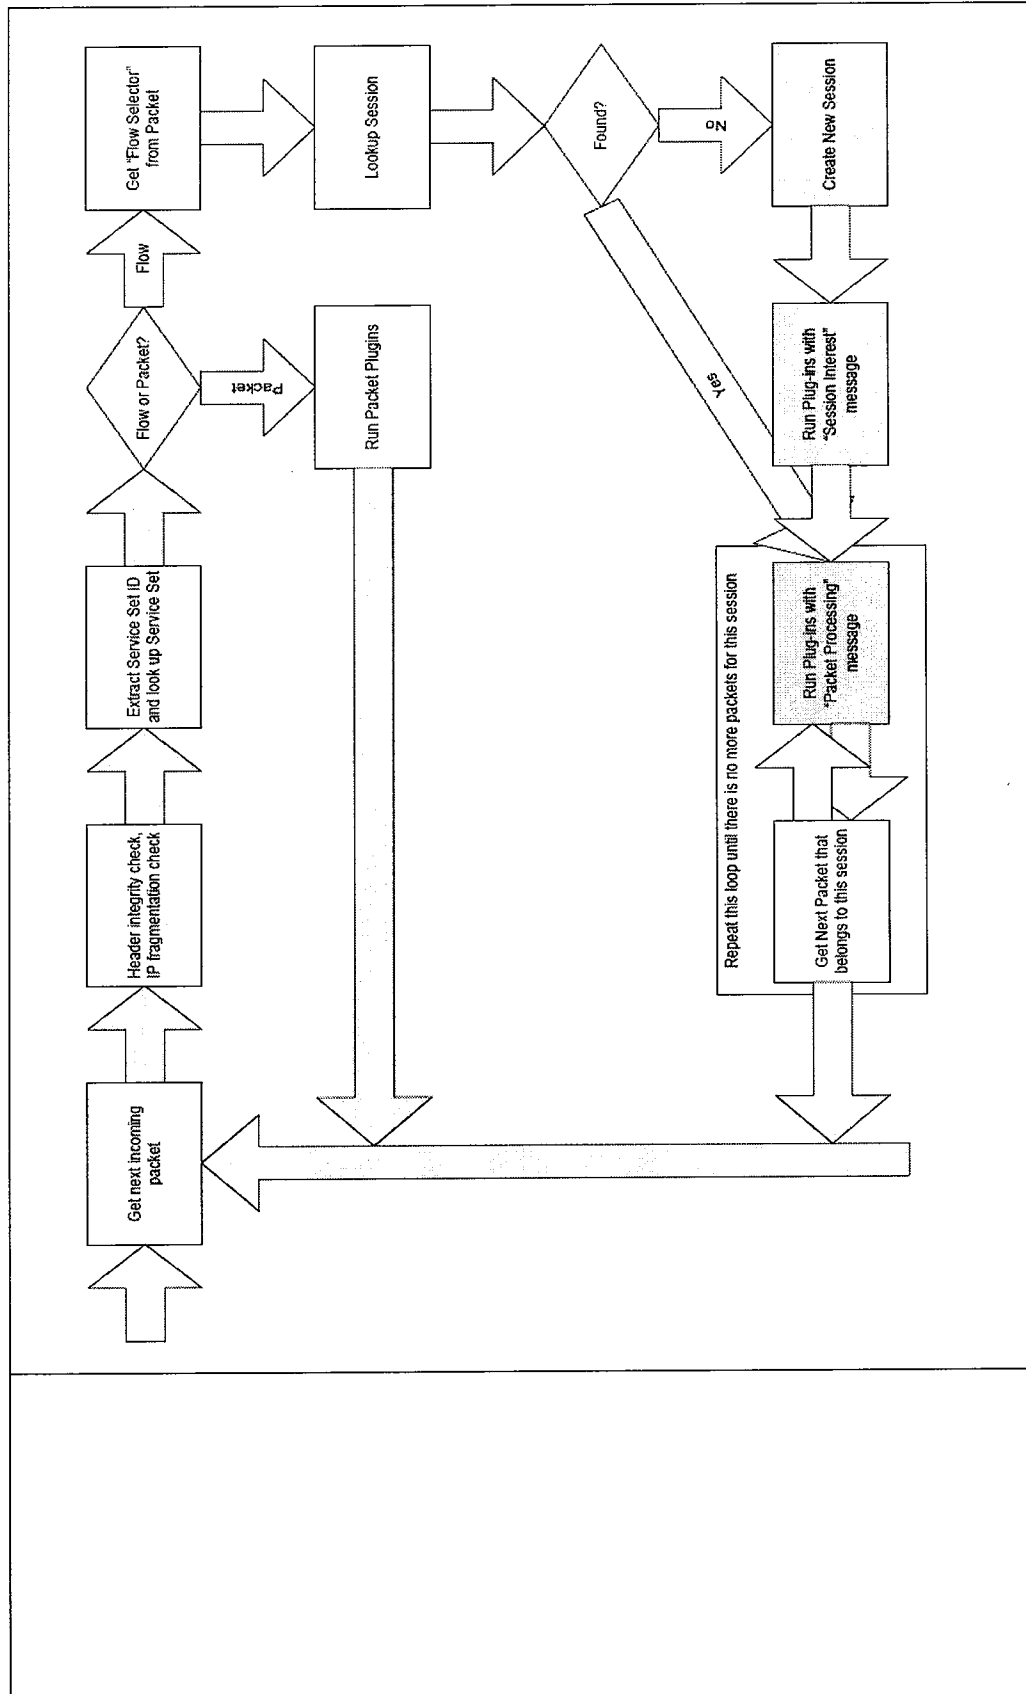 Get next incoming
packet
Header integrity check,
IP fragmentation check
Extract Service Set ID
and look up Service Set
Flow or Packet?
Flow
Get "Flow Selector"
from Packet
Packet
Run Packet Plugins
Lookup Session
Found?
Yes
No
Create New Session
Run Plug-ins with
"Session Interest"
message
Repeat this loop until there is no more packets for this session
Run Plug-ins with
"Packet Processing"
message
Get Next Packet that
belongs to this session